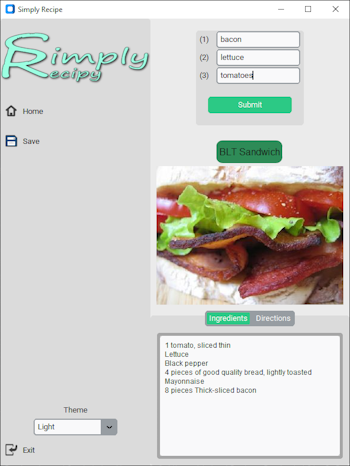 Simply Recipe
Simply
Recipy
Home
Save
(1) bacon
(2) lettuce
(3) tomatoes
Submit
BLT Sandwich
Ingredients Directions
1 tomato, sliced thin
Lettuce
Black pepper
4 pieces of good quality bread, lightly toasted
Mayonnaise
8 pieces Thick-sliced bacon
Theme
Light
Exit